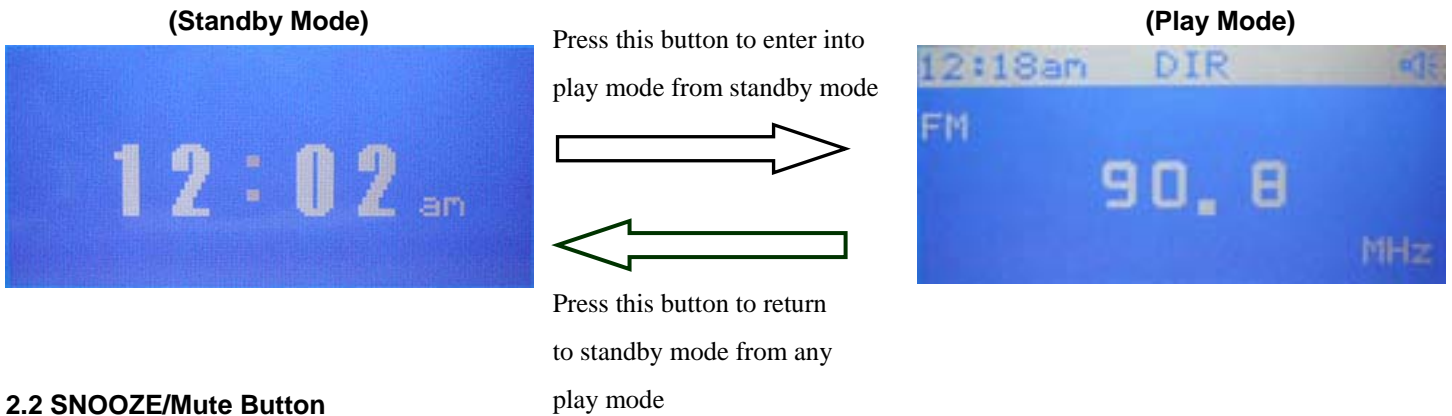 (Standby Mode)
12:02 am
Press this button to enter into
play mode from standby mode
Press this button to return
to standby mode from any
play mode
(Play Mode)
12:18am DIR
FM
90.8
MHz
2.2 SNOOZE/Mute Button